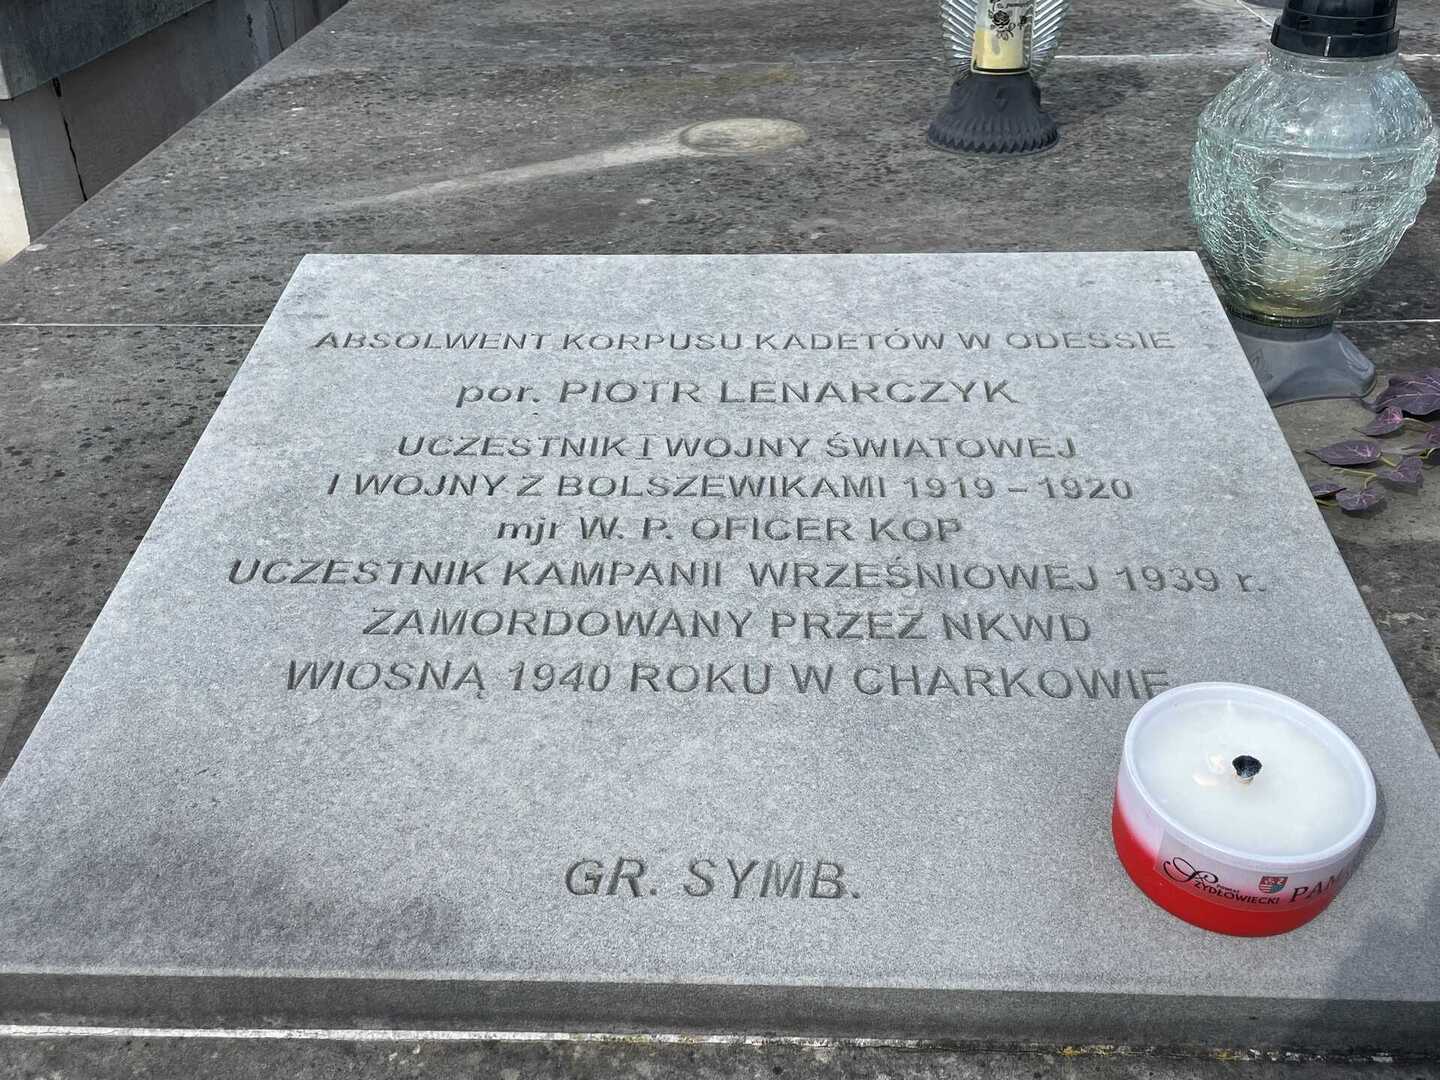 ABSOLWENT KORPUSU KADETÓW W ODESSIE
por. PIOTR LENARCZYK
UCZESTNIK I WOJNY ŚWIATOWEJ
I WOJNY Z BOLSZEWIKAMI 1919 – 1920
mjr W. P. OFICER KOP
UCZESTNIK KAMPANII WRZEŚNIOWEJ 1939 r.
ZAMORDOWANY PRZEZ NKWD
WIOSNĄ 1940 ROKU W CHARKOWIE
GR. SYMB.
POWIAT
SZYDŁOWIECKI